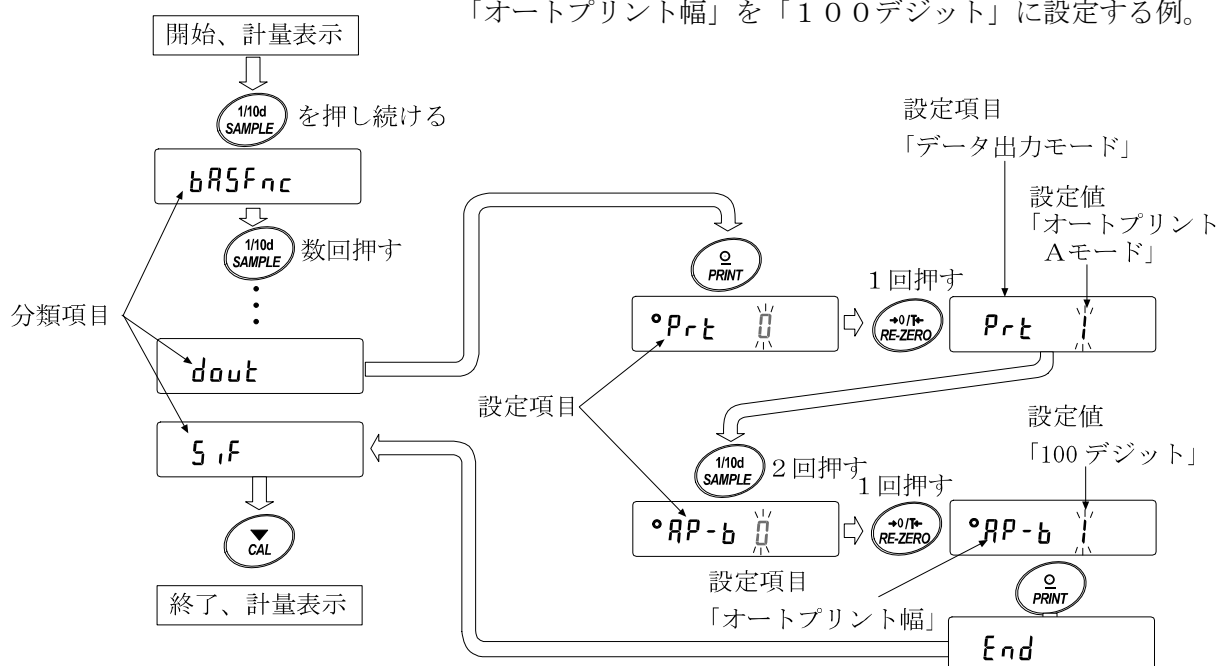 「オートプリント幅」を「１００デジット」に設定する例。
開始、計量表示
1/10d
SAMPLE
を押し続ける
bASFnc
1/10d
SAMPLE
数回押す
分類項目
dout
SiF
CAL
終了、計量表示
PRINT
°Prt 0
1回押す
→0/T←
RE-ZERO
設定項目
「データ出力モード」
設定値
「オートプリント
Ａモード」
Prt 1
設定項目
1/10d
SAMPLE
2回押す
°AP-b 0
1回押す
→0/T←
RE-ZERO
設定値
「100 デジット」
°AP-b 1
設定項目
「オートプリント幅」
PRINT
End